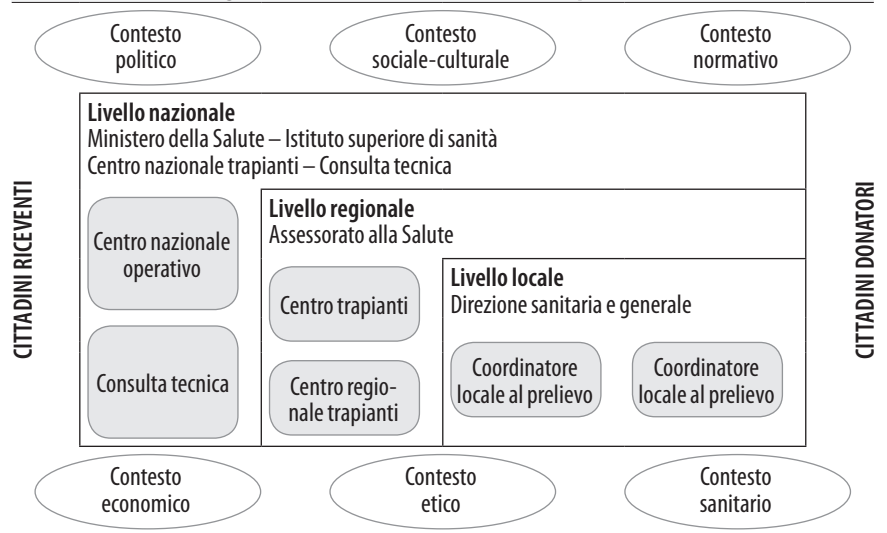 Contesto
politico
Contesto
sociale-culturale
Contesto
normativo
CITTADINI RICEVENTI
Livello nazionale
Ministero della Salute – Istituto superiore di sanità
Centro nazionale trapianti – Consulta tecnica
Centro nazionale
operativo
Consulta tecnica
Livello regionale
Assessorato alla Salute
Centro trapianti
Centro regio-
nale trapianti
Livello locale
Direzione sanitaria e generale
Coordinatore
locale al prelievo
Coordinatore
locale al prelievo
CITTADINI DONATORI
Contesto
economico
Contesto
etico
Contesto
sanitario